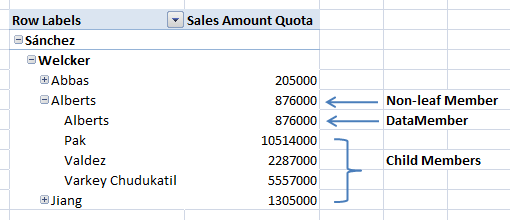 Row Labels Sales Amount Quota
Sánchez
Welcker
Abbas 205000
Alberts 876000 Non-leaf Member
Alberts 876000 DataMember
Pak 10514000
Valdez 2287000 Child Members
Varkey Chudukatil 5557000
Jiang 1305000